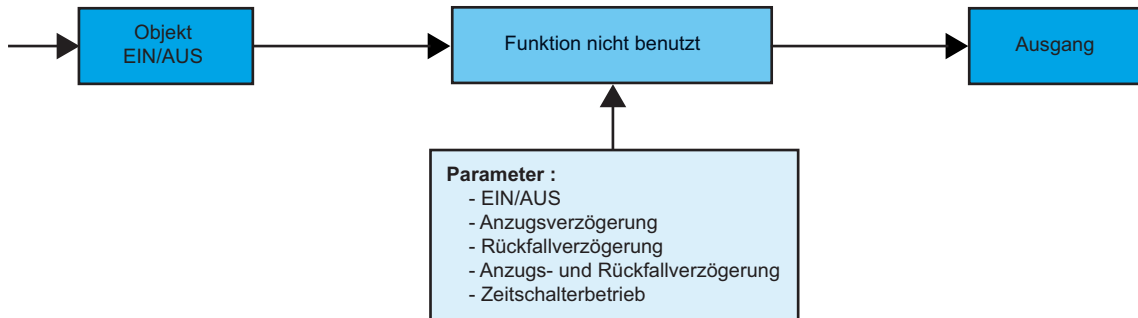 Objekt
EIN/AUS
Funktion nicht benutzt
Ausgang
Parameter :
- EIN/AUS
- Anzugsverzögerung
- Rückfallverzögerung
- Anzugs- und Rückfallverzögerung
- Zeitschalterbetrieb